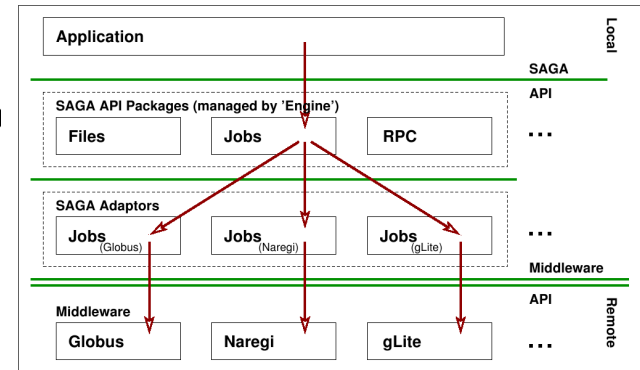 Application
Local
SAGA
API
SAGA API Packages (managed by 'Engine')
Files
Jobs
RPC
...
SAGA Adaptors
Jobs
(Globus)
Jobs
(Naregi)
Jobs
(gLite)
...
Middleware
API
Remote
Middleware
Globus
Naregi
gLite
...